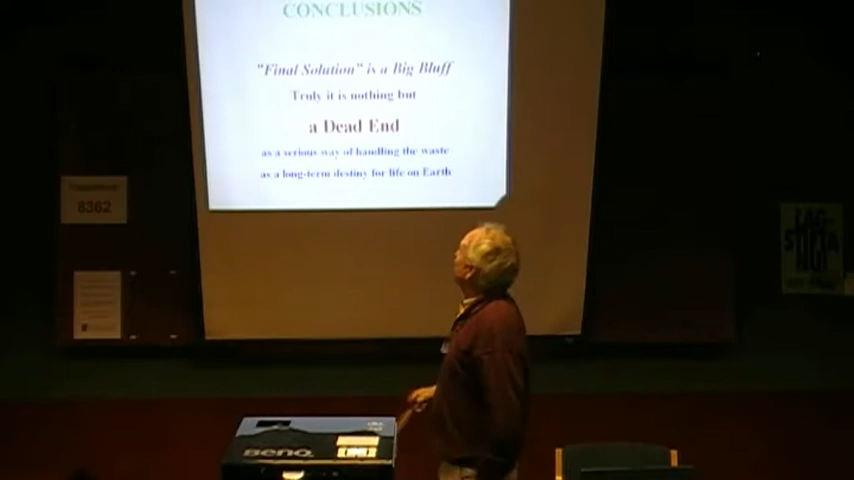 CONCLUSIONS
"Final Solution" is a Big Bluff
Truly it is nothing but
a Dead End
as a serious way of handling the waste
as a long-term destiny for life on Earth
8362
BENQ